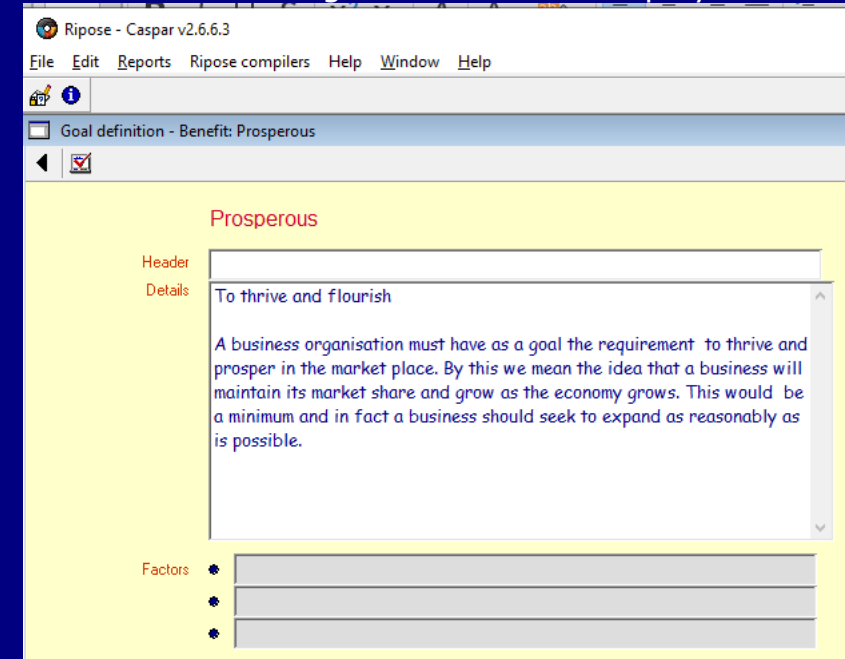 Ripose - Caspar v2.6.6.3
File Edit Reports Ripose compilers Help Window Help
Goal definition - Benefit: Prosperous
Prosperous
Header
Details
To thrive and flourish
A business organisation must have as a goal the requirement to thrive and
prosper in the market place. By this we mean the idea that a business will
maintain its market share and grow as the economy grows. This would be
a minimum and in fact a business should seek to expand as reasonably as
is possible.
Factors